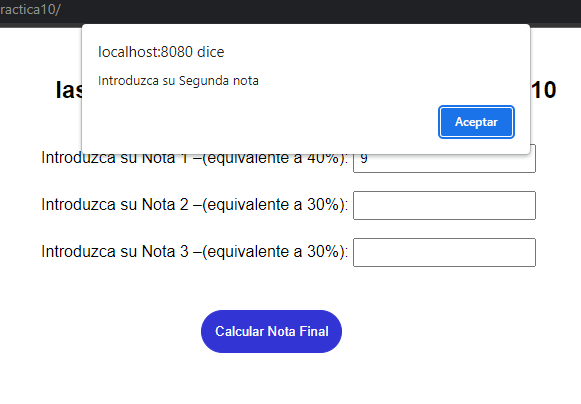 ractica10/
localhost:8080 dice
Introduzca su Segunda nota
Aceptar
las 10
Introduzca su Nota 1 –(equivalente a 40%): 9
Introduzca su Nota 2 –(equivalente a 30%):
Introduzca su Nota 3 –(equivalente a 30%):
Calcular Nota Final